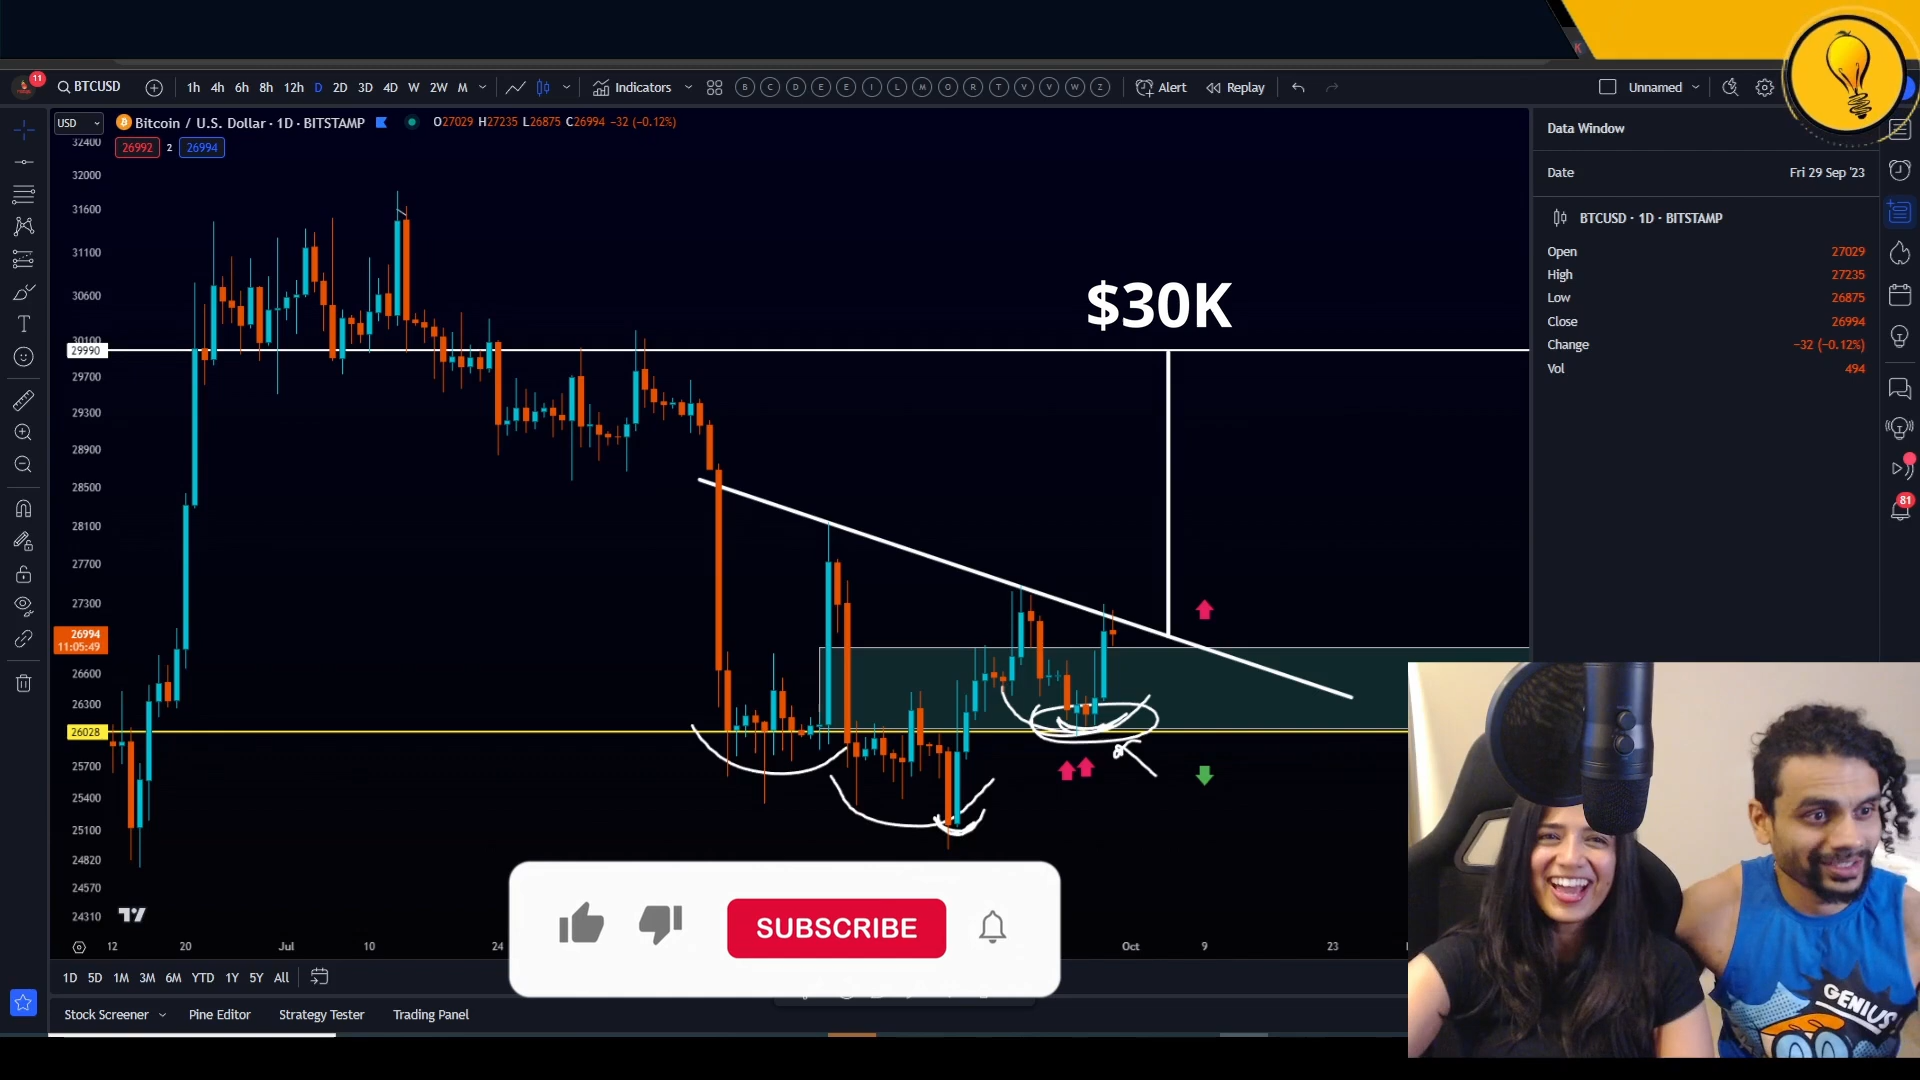 11
BTCUSD
1h 4h 6h 8h 12h D 2D 3D 4D W 2W M
Indicators
B C D E E I L M O R T V V W Z
Alert
Replay
Unnamed
K
USD
Bitcoin / U.S. Dollar · 1D · BITSTAMP
O27029 H27235 L26875 C26994 −32 (−0.12%)
26992 2 26994
32400
32000
31600
31100
30600
30100
29990
29700
29300
28900
28500
28100
27700
27300
26994
11:05:49
26600
26300
26028
25700
25400
25100
24820
24570
24310
$30K
Data Window
Date Fri 29 Sep '23
BTCUSD · 1D · BITSTAMP
Open 27029
High 27235
Low 26875
Close 26994
Change −32 (−0.12%)
Vol 494
81
12 20 Jul 10 24 Oct 9 23
SUBSCRIBE
1D 5D 1M 3M 6M YTD 1Y 5Y All
Stock Screener Pine Editor Strategy Tester Trading Panel
GENIUS